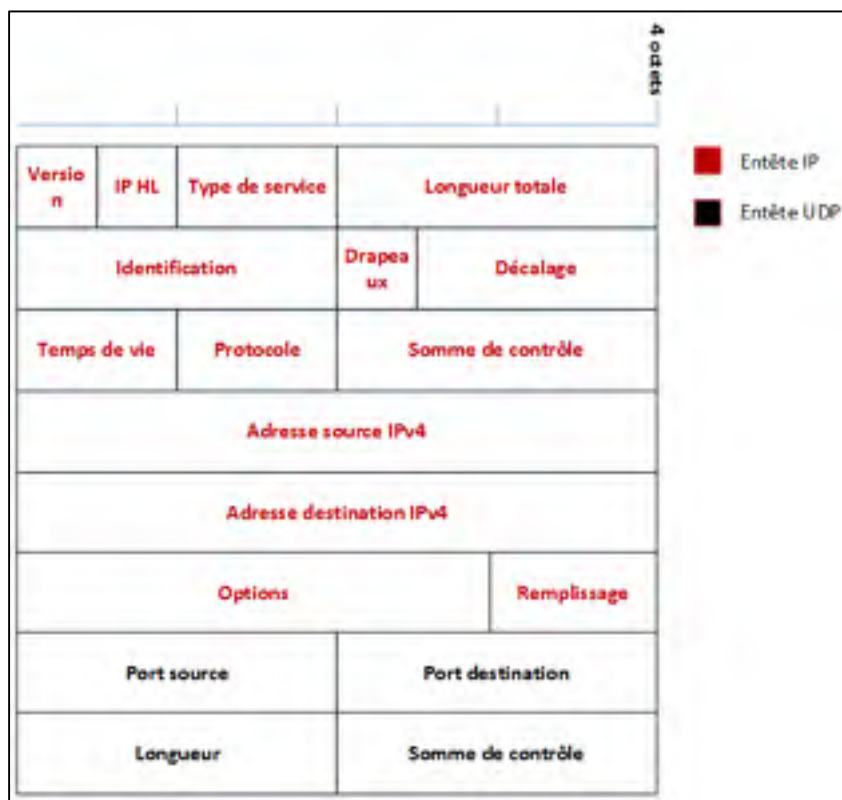 4 octets
Versio
n
IP HL
Type de service
Longueur totale
Entête IP
Entête UDP
Identification
Drapea
ux
Décalage
Temps de vie
Protocole
Somme de contrôle
Adresse source IPv4
Adresse destination IPv4
Options
Remplissage
Port source
Port destination
Longueur
Somme de contrôle